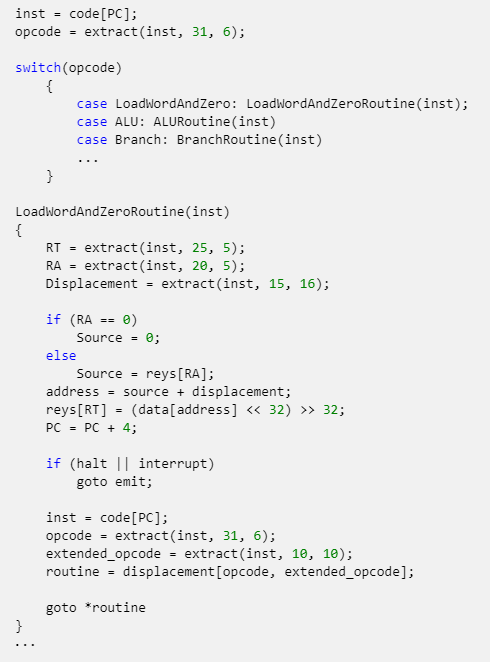 inst = code[PC];
opcode = extract(inst, 31, 6);
switch(opcode)
{
case LoadWordAndZero: LoadWordAndZeroRoutine(inst);
case ALU: ALURoutine(inst)
case Branch: BranchRoutine(inst)
...
}
LoadWordAndZeroRoutine(inst)
{
RT = extract(inst, 25, 5);
RA = extract(inst, 20, 5);
Displacement = extract(inst, 15, 16);
if (RA == 0)
Source = 0;
else
Source = reys[RA];
address = source + displacement;
reys[RT] = (data[address] << 32) >> 32;
PC = PC + 4;
if (halt || interrupt)
goto emit;
inst = code[PC];
opcode = extract(inst, 31, 6);
extended_opcode = extract(inst, 10, 10);
routine = displacement[opcode, extended_opcode];
goto *routine
}
...